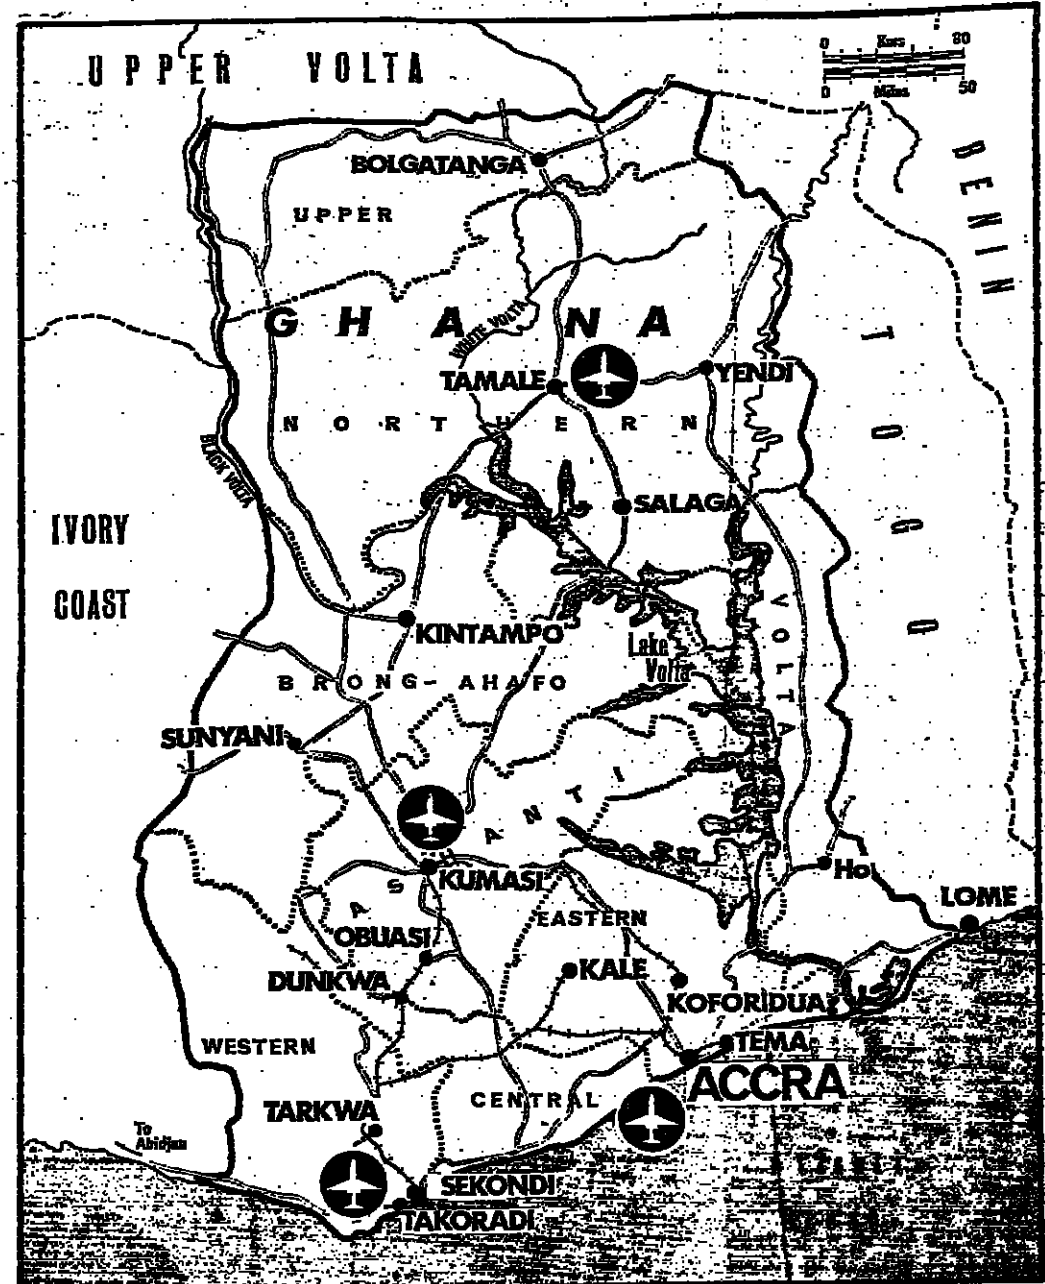 UPPER VOLTA
0 Kms 80
0 Miles 50
BENIN
BOLGATANGA
UPPER
GHANA
WHITE VOLTA
TOGO
TAMALE
YENDI
NORTHERN
BLACK VOLTA
SALAGA
IVORY
COAST
KINTAMPO
Lake
Volta
VOLTA
BRONG-AHAFO
SUNYANI
ASHANTI
KUMASI
Ho
LOME
EASTERN
OBUASI
KALE
DUNKWA
KOFORIDUA
WESTERN
TEMA
ACCRA
CENTRAL
TARKWA
To
Abidjan
SEKONDI
TAKORADI